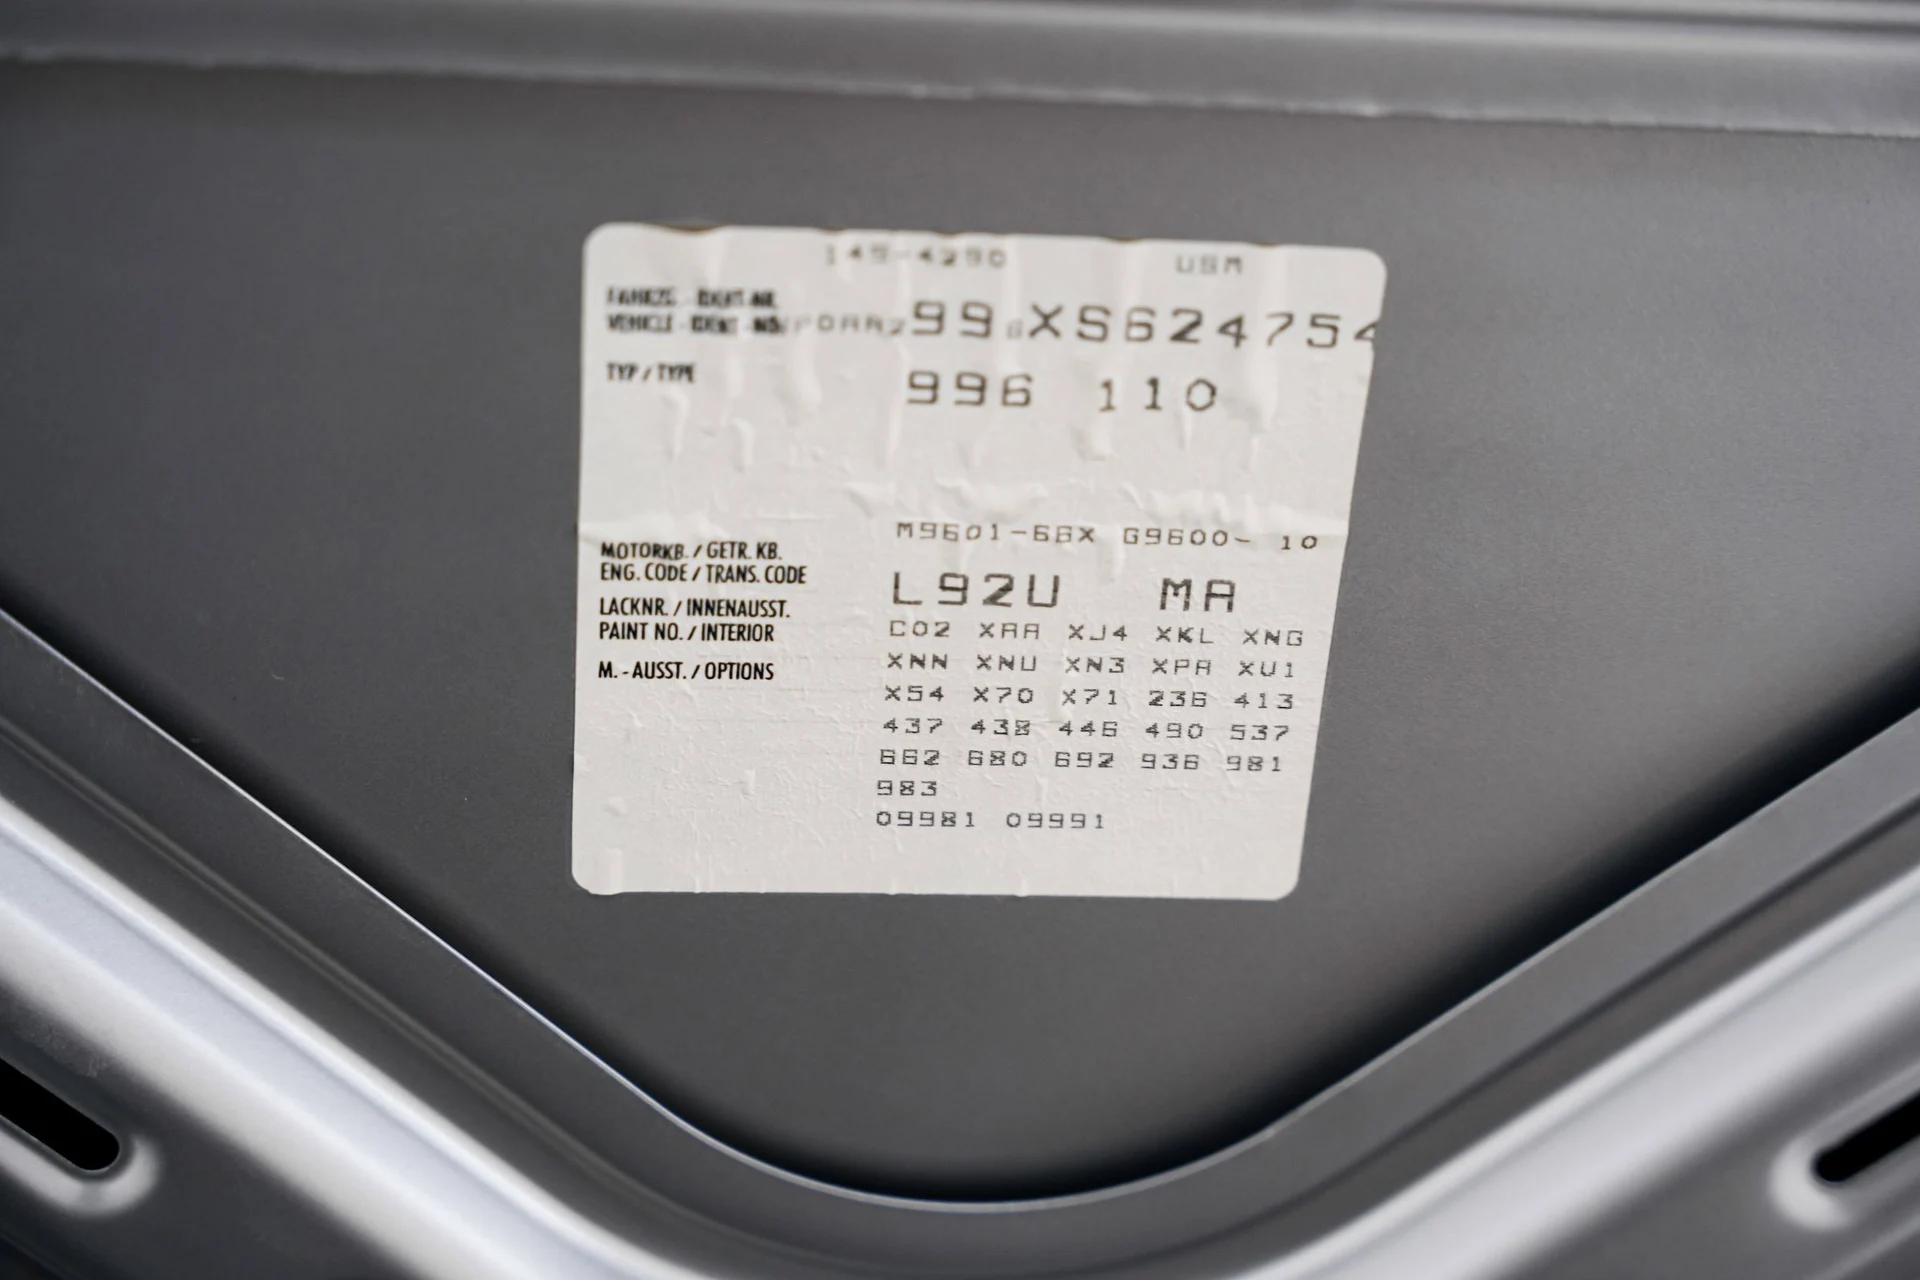 149-4290 USM
FAHRZG.-IDENT-NR.
VEHICLE-IDENT-NO. 99 XS624754
TYP / TYPE 996 110
M9601-66X G9600- 10
MOTORKB. / GETR. KB.
ENG. CODE / TRANS. CODE
L92U MA
LACKNR. / INNENAUSST.
PAINT NO. / INTERIOR
C02 XAA XJ4 XKL XNG
XNN XNU XN3 XPA XU1
M.-AUSST. / OPTIONS
X54 X70 X71 236 413
437 438 446 490 537
662 680 692 936 981
983
09981 09991